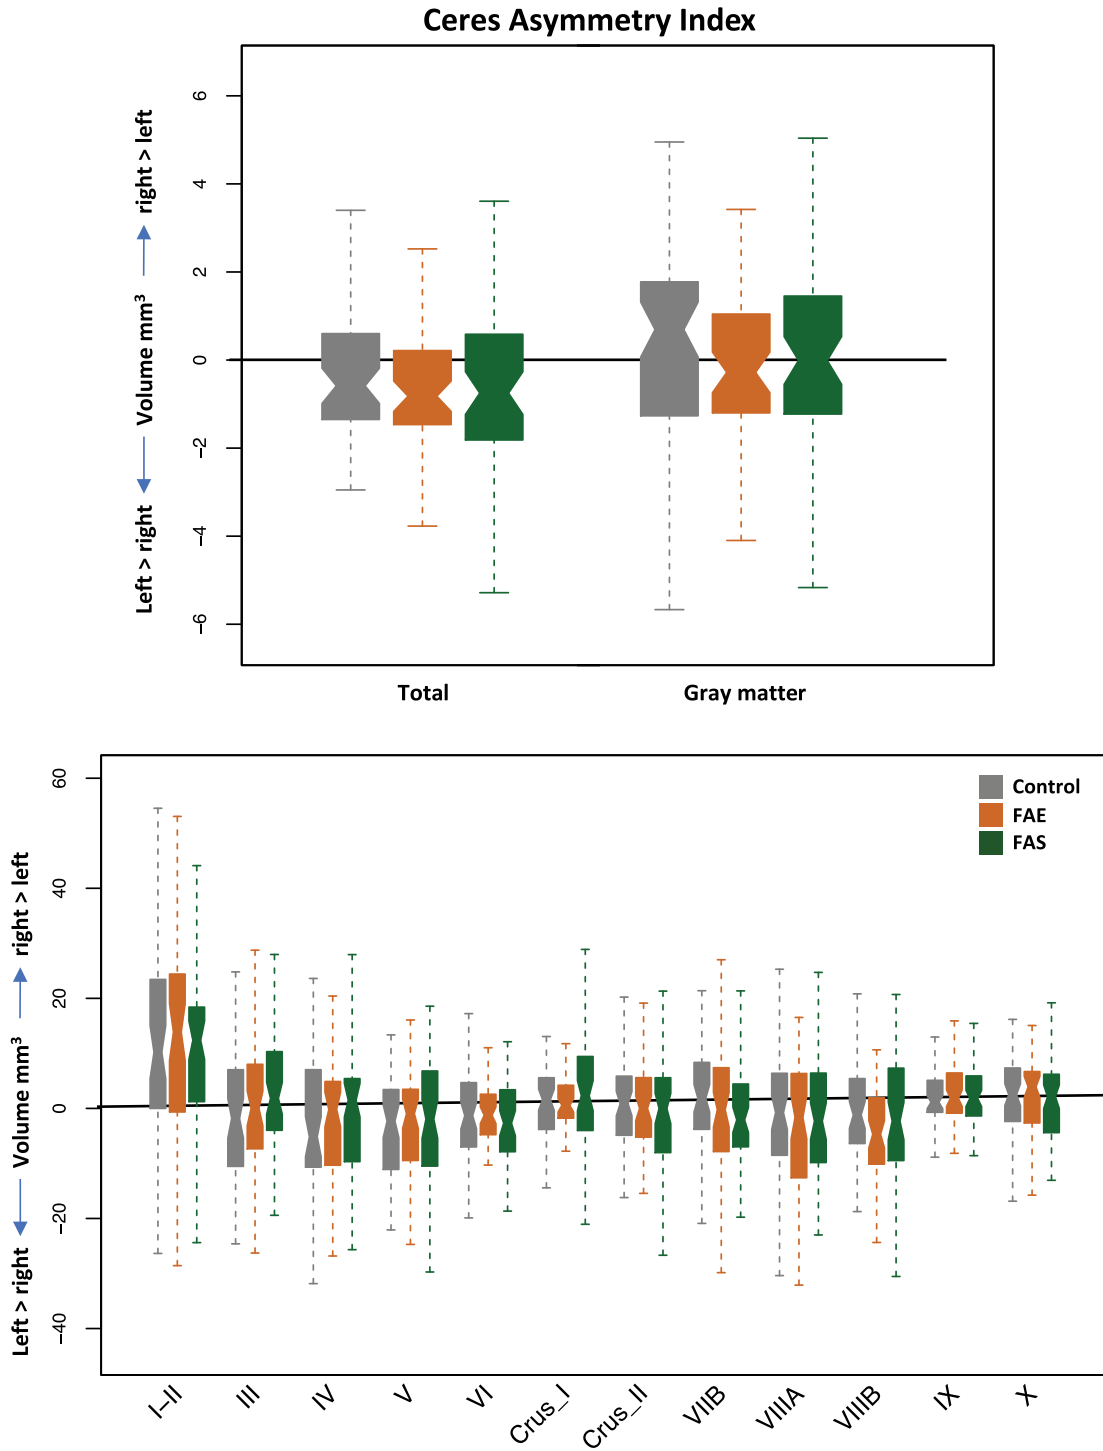 Ceres Asymmetry Index
Left > right Volume mm³ right > left
6
4
2
0
−2
−4
−6
Total Gray matter
Left > right Volume mm³ right > left
60
40
20
0
−20
−40
Control
FAE
FAS
I−II III IV V VI Crus_I Crus_II VIIB VIIIA VIIIB IX X